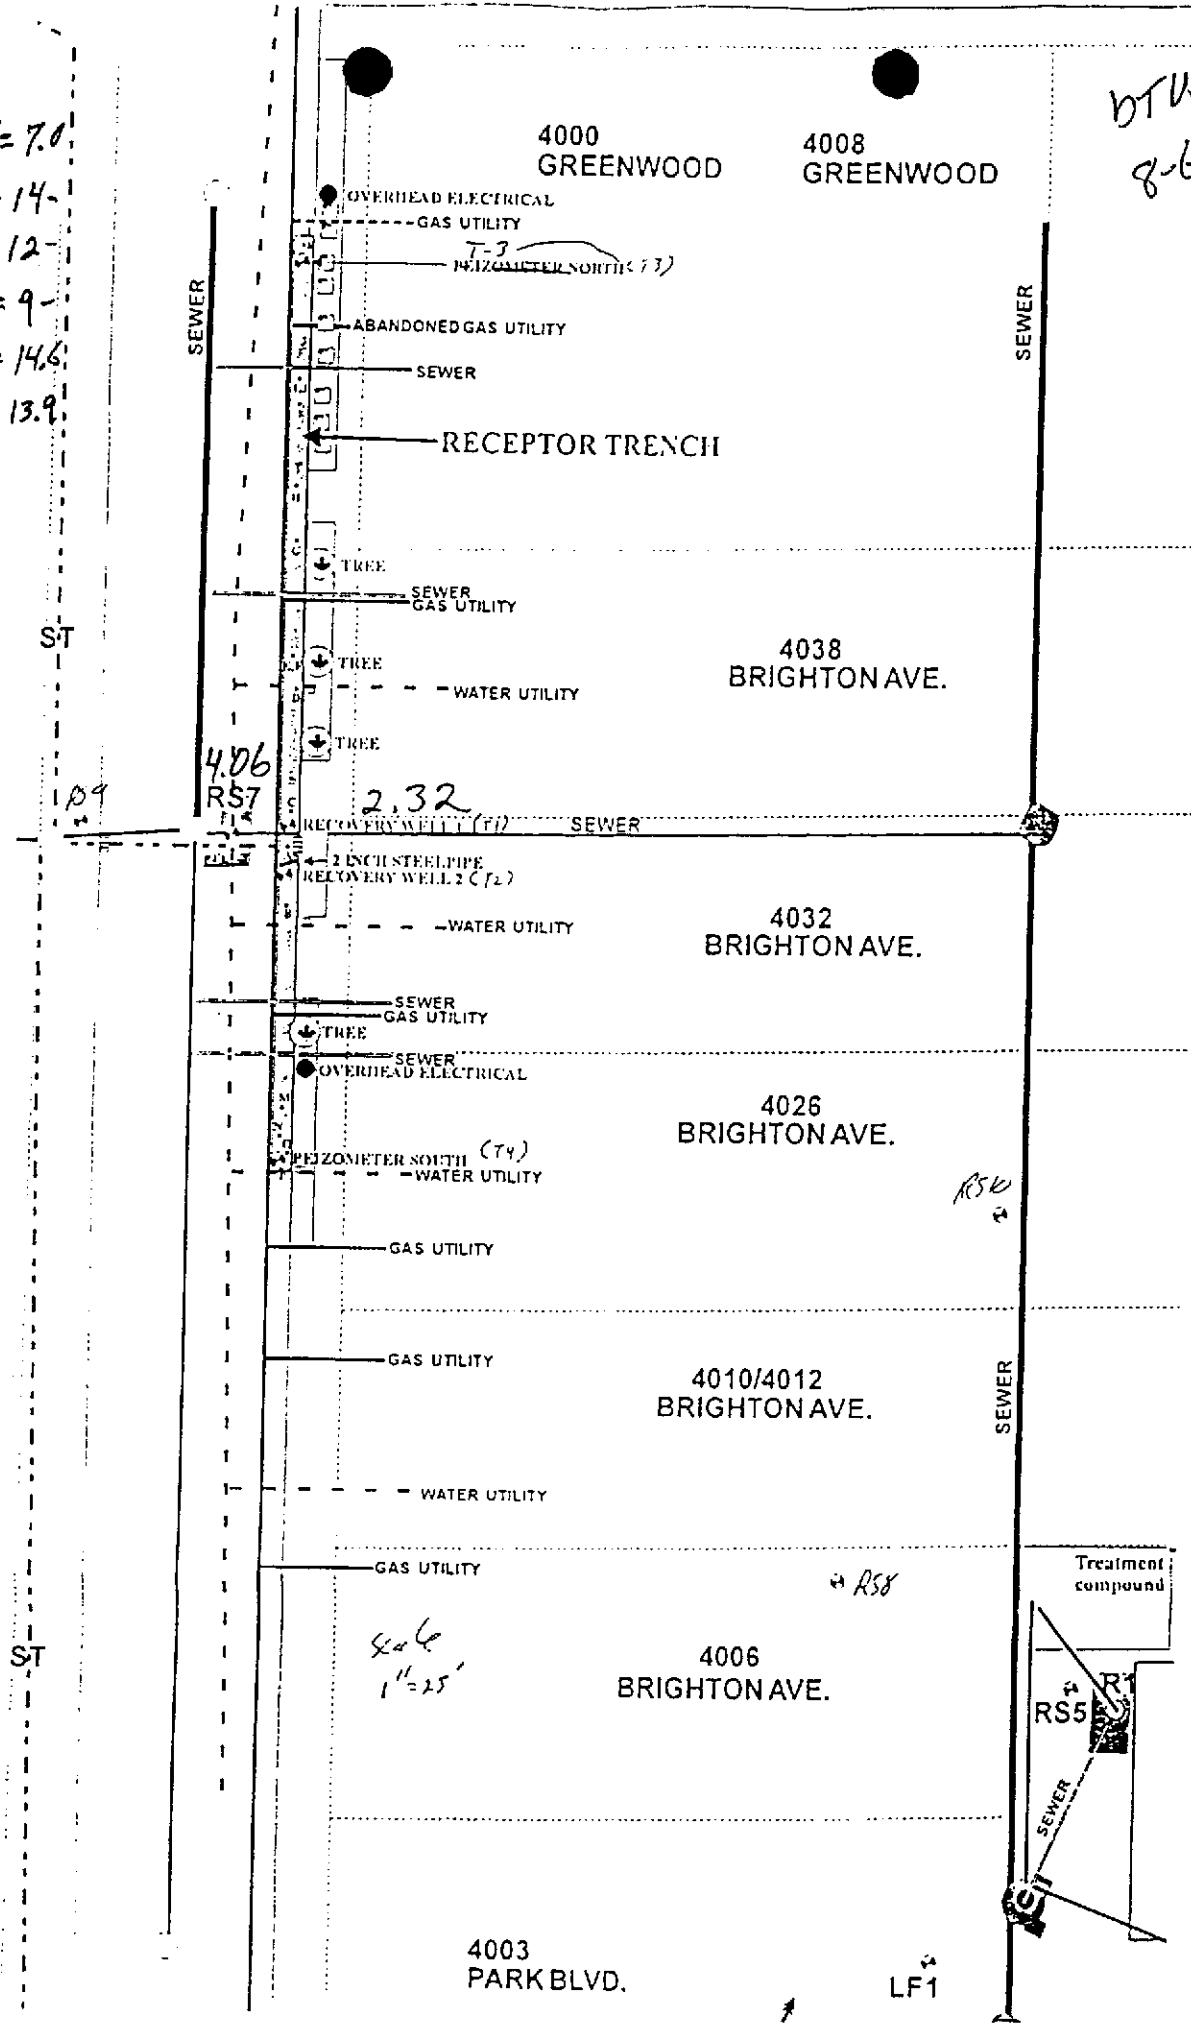 = 7.0
14-
12-
= 9-
= 14.6
13.9
4000
GREENWOOD
4008
GREENWOOD
OVERHEAD ELECTRICAL
GAS UTILITY
T-3
PEIZOMETER NORTH (T3)
SEWER
SEWER
ABANDONED GAS UTILITY
SEWER
RECEPTOR TRENCH
TREE
SEWER
GAS UTILITY
ST
4038
BRIGHTON AVE.
TREE
WATER UTILITY
TREE
4.06
RS7
2.32
RECOVERY WELL 1 (T1)
SEWER
2 INCH STEEL PIPE
RECOVERY WELL 2 (T2)
4032
BRIGHTON AVE.
WATER UTILITY
SEWER
GAS UTILITY
TREE
SEWER
OVERHEAD ELECTRICAL
4026
BRIGHTON AVE.
PEIZOMETER SOUTH (T4)
WATER UTILITY
RS10
GAS UTILITY
GAS UTILITY
4010/4012
BRIGHTON AVE.
SEWER
WATER UTILITY
GAS UTILITY
Treatment
compound
RS8
ST
Scale
1"=25'
4006
BRIGHTON AVE.
R1
RS5
SEWER
4003
PARK BLVD.
LF1